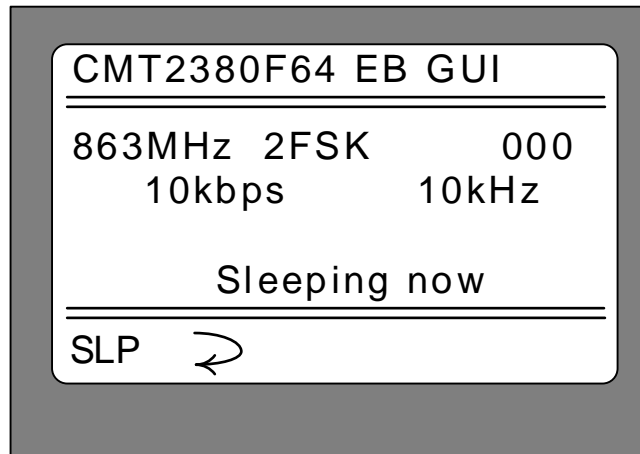 CMT2380F64 EB GUI
863MHz 2FSK 000
10kbps 10kHz
Sleeping now
SLP